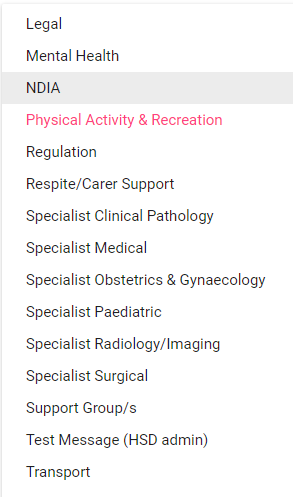 Legal
Mental Health
NDIA
Physical Activity & Recreation
Regulation
Respite/Carer Support
Specialist Clinical Pathology
Specialist Medical
Specialist Obstetrics & Gynaecology
Specialist Paediatric
Specialist Radiology/Imaging
Specialist Surgical
Support Group/s
Test Message (HSD admin)
Transport